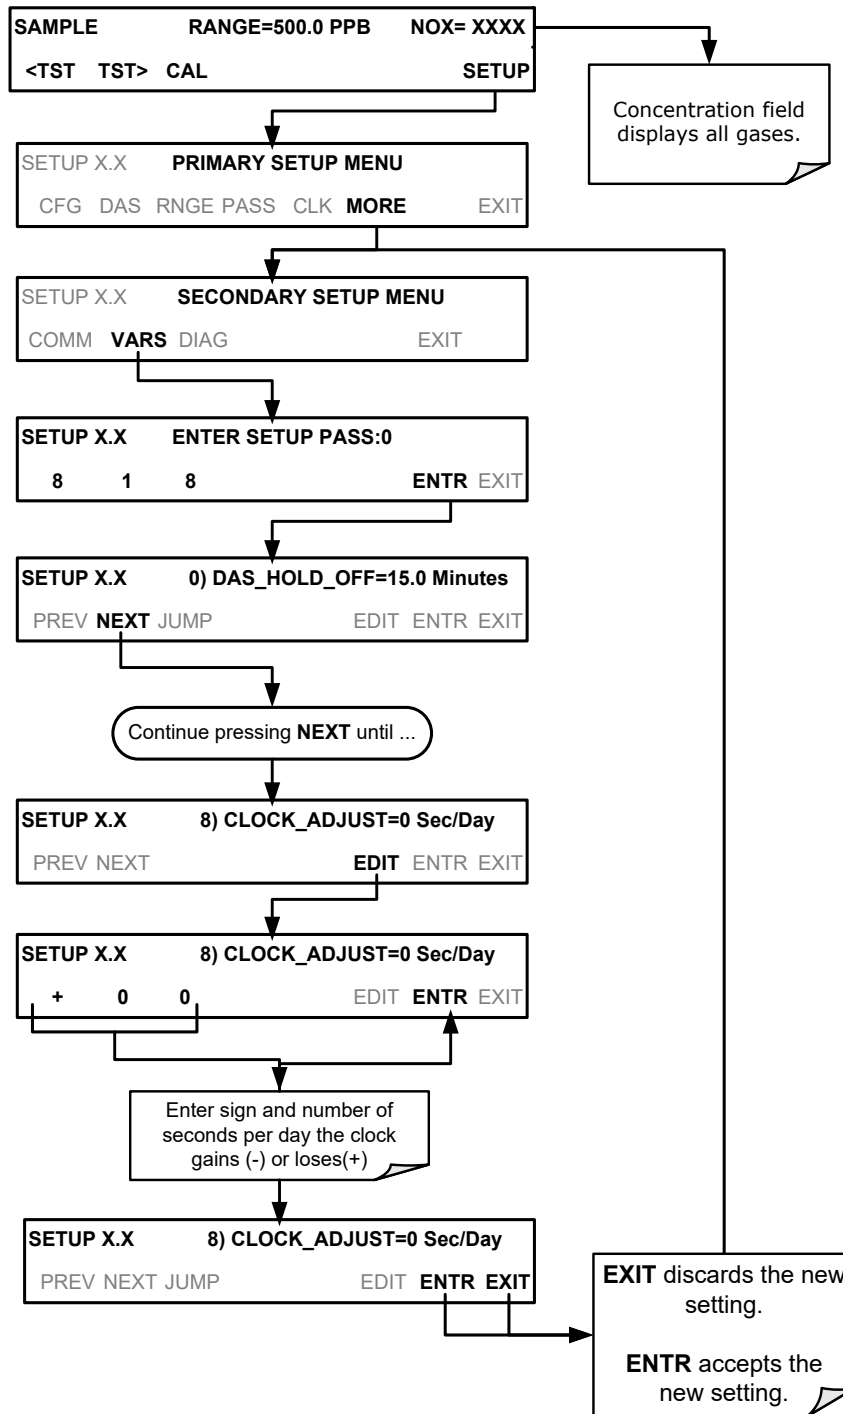 SAMPLE RANGE=500.0 PPB NOX= XXXX
<TST TST> CAL SETUP
Concentration field
displays all gases.
SETUP X.X PRIMARY SETUP MENU
CFG DAS RNGE PASS CLK MORE EXIT
SETUP X.X SECONDARY SETUP MENU
COMM VARS DIAG EXIT
SETUP X.X ENTER SETUP PASS:0
8 1 8 ENTR EXIT
SETUP X.X 0) DAS_HOLD_OFF=15.0 Minutes
PREV NEXT JUMP EDIT ENTR EXIT
Continue pressing NEXT until ...
SETUP X.X 8) CLOCK_ADJUST=0 Sec/Day
PREV NEXT EDIT ENTR EXIT
SETUP X.X 8) CLOCK_ADJUST=0 Sec/Day
+ 0 0 EDIT ENTR EXIT
Enter sign and number of
seconds per day the clock
gains (-) or loses(+)
SETUP X.X 8) CLOCK_ADJUST=0 Sec/Day
PREV NEXT JUMP EDIT ENTR EXIT
EXIT discards the new
setting.
ENTR accepts the
new setting.